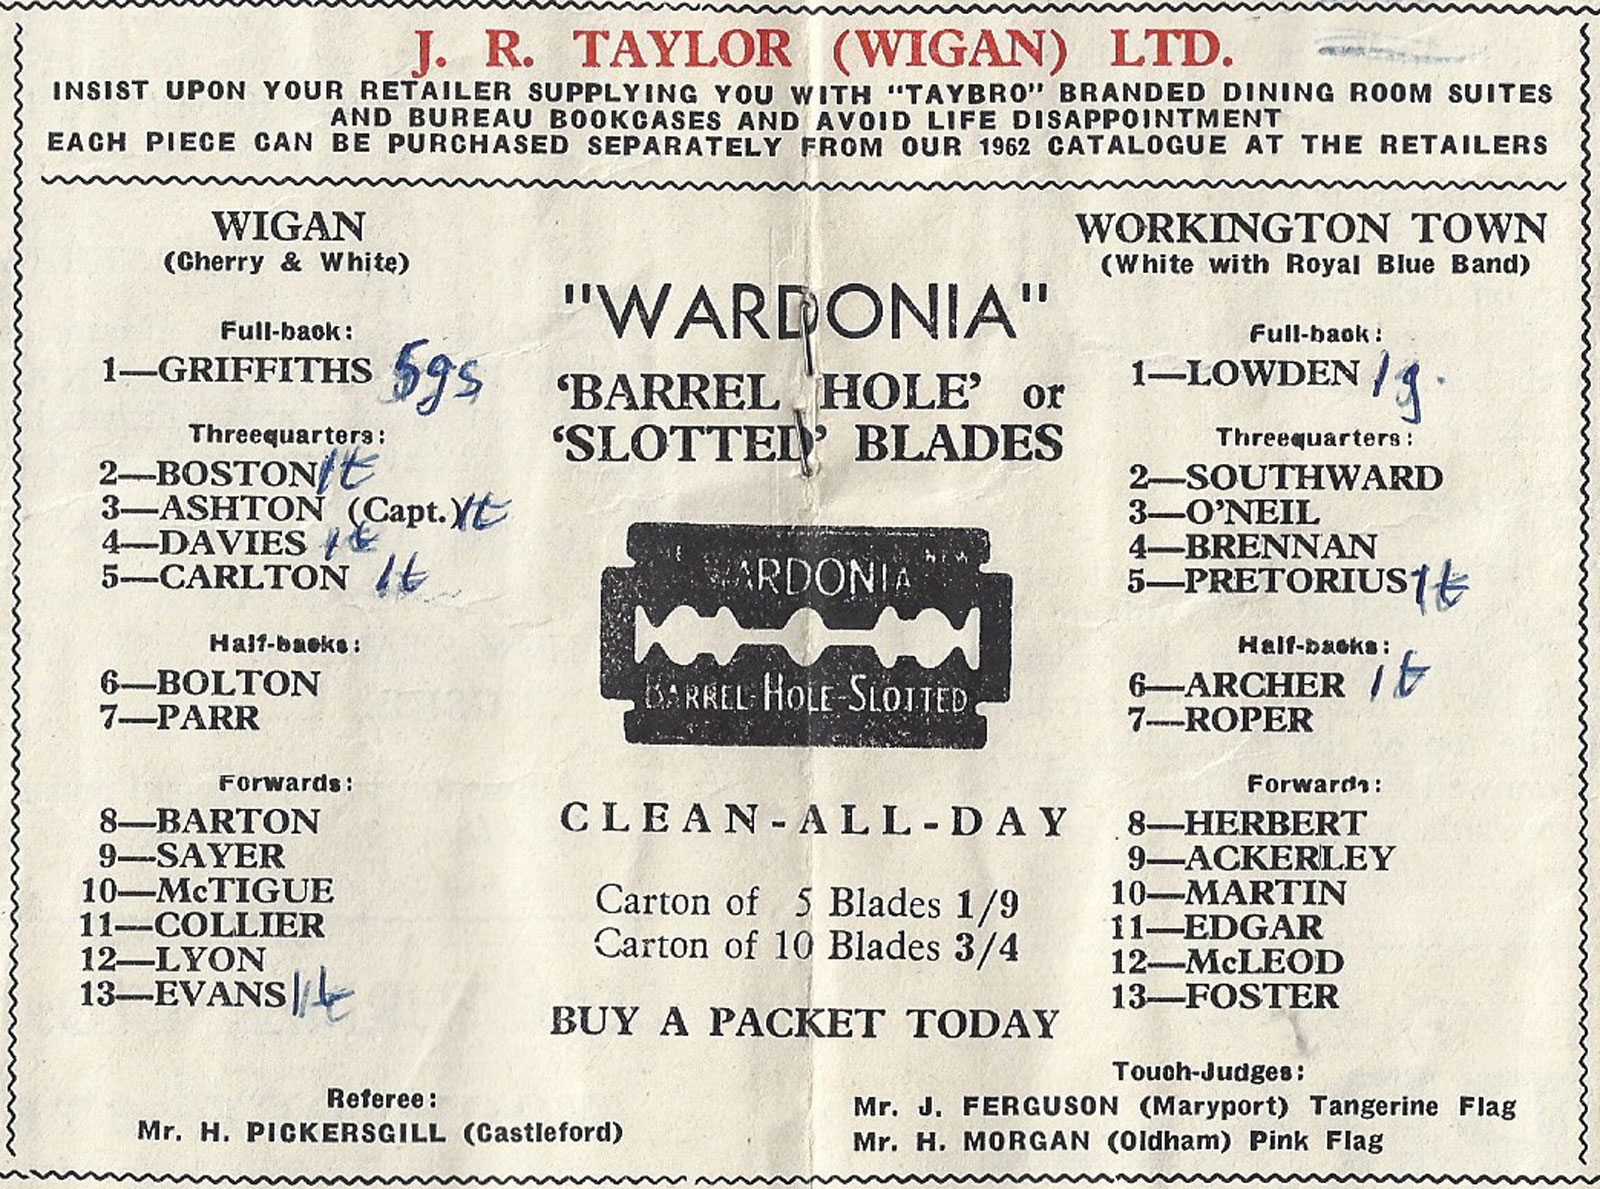 J. R. TAYLOR (WIGAN) LTD.
INSIST UPON YOUR RETAILER SUPPLYING YOU WITH "TAYBRO" BRANDED DINING ROOM SUITES
AND BUREAU BOOKCASES AND AVOID LIFE DISAPPOINTMENT
EACH PIECE CAN BE PURCHASED SEPARATELY FROM OUR 1962 CATALOGUE AT THE RETAILERS
WIGAN
(Cherry & White)
Full-back:
1—GRIFFITHS 5gs
Threequarters:
2—BOSTON 1t
3—ASHTON (Capt.) 1t
4—DAVIES 1t
5—CARLTON 1t
Half-backs:
6—BOLTON
7—PARR
Forwards:
8—BARTON
9—SAYER
10—McTIGUE
11—COLLIER
12—LYON
13—EVANS 1t
Referee:
Mr. H. PICKERSGILL (Castleford)
"WARDONIA"
'BARREL HOLE' or
'SLOTTED' BLADES
THE WARDONIA NEW
BARREL-HOLE-SLOTTED
CLEAN-ALL-DAY
Carton of 5 Blades 1/9
Carton of 10 Blades 3/4
BUY A PACKET TODAY
WORKINGTON TOWN
(White with Royal Blue Band)
Full-back:
1—LOWDEN 1g.
Threequarters:
2—SOUTHWARD
3—O'NEIL
4—BRENNAN
5—PRETORIUS 1t
Half-backs:
6—ARCHER 1t
7—ROPER
Forwards:
8—HERBERT
9—ACKERLEY
10—MARTIN
11—EDGAR
12—McLEOD
13—FOSTER
Touch-Judges:
Mr. J. FERGUSON (Maryport) Tangerine Flag
Mr. H. MORGAN (Oldham) Pink Flag